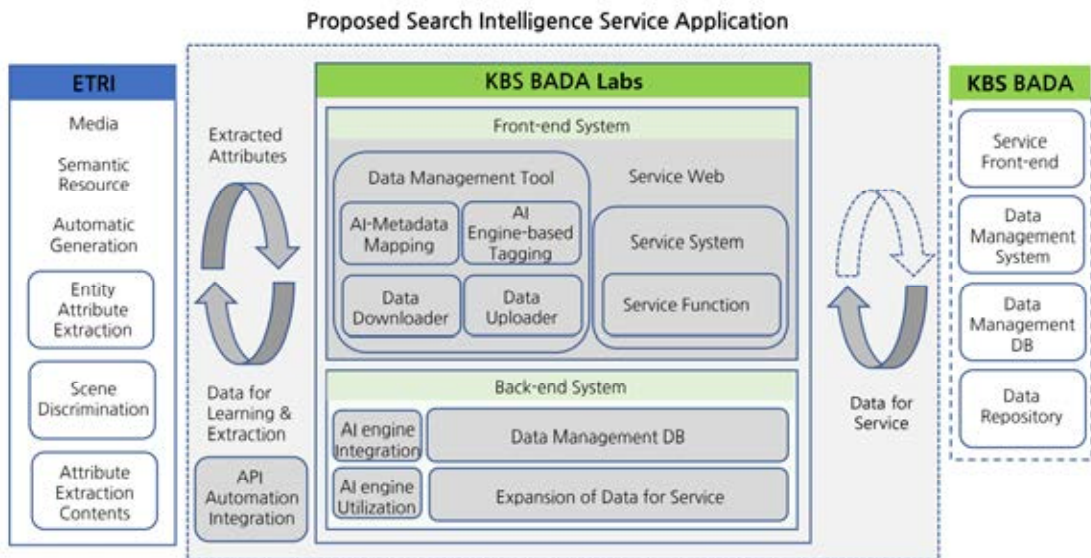 Proposed Search Intelligence Service Application
ETRI
Media
Semantic
Resource
Automatic
Generation
Entity
Attribute
Extraction
Scene
Discrimination
Attribute
Extraction
Contents
Extracted
Attributes
Data for
Learning &
Extraction
API
Automation
Integration
KBS BADA Labs
Front-end System
Data Management Tool
AI-Metadata
Mapping
AI
Engine-based
Tagging
Data
Downloader
Data
Uploader
Service Web
Service System
Service Function
Back-end System
AI engine
Integration
Data Management DB
AI engine
Utilization
Expansion of Data for Service
Data for
Service
KBS BADA
Service
Front-end
Data
Management
System
Data
Management
DB
Data
Repository